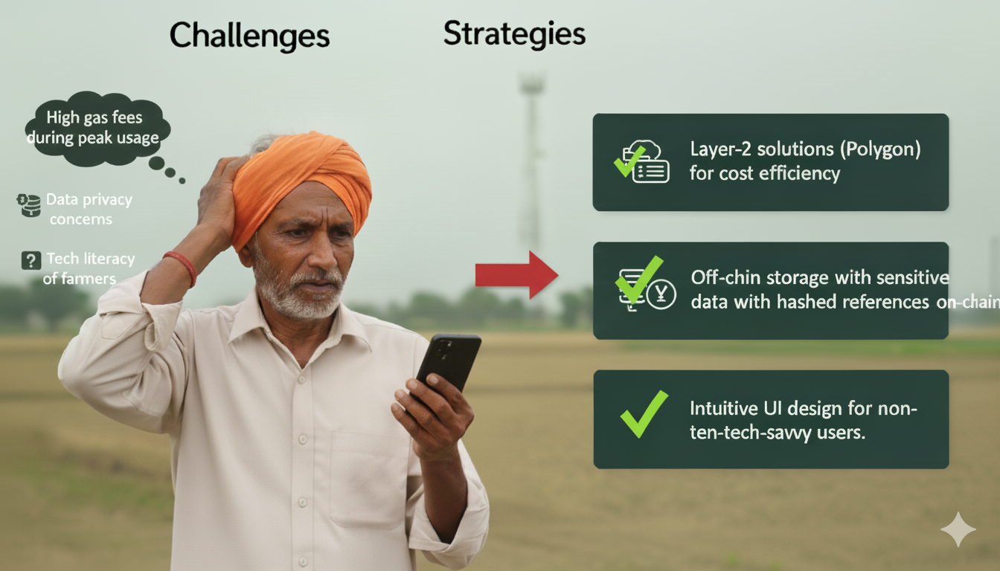 Challenges
Strategies
High gas fees
during peak usage
Data privacy
concems
? Tech literacy
of fammers
Layer-2 solutions (Polygon)
for cost efficiency
Off-chin storage with sensitive
data with hashed references on-chain
Intuitive UI design for non-
ten-tech-savvy users.